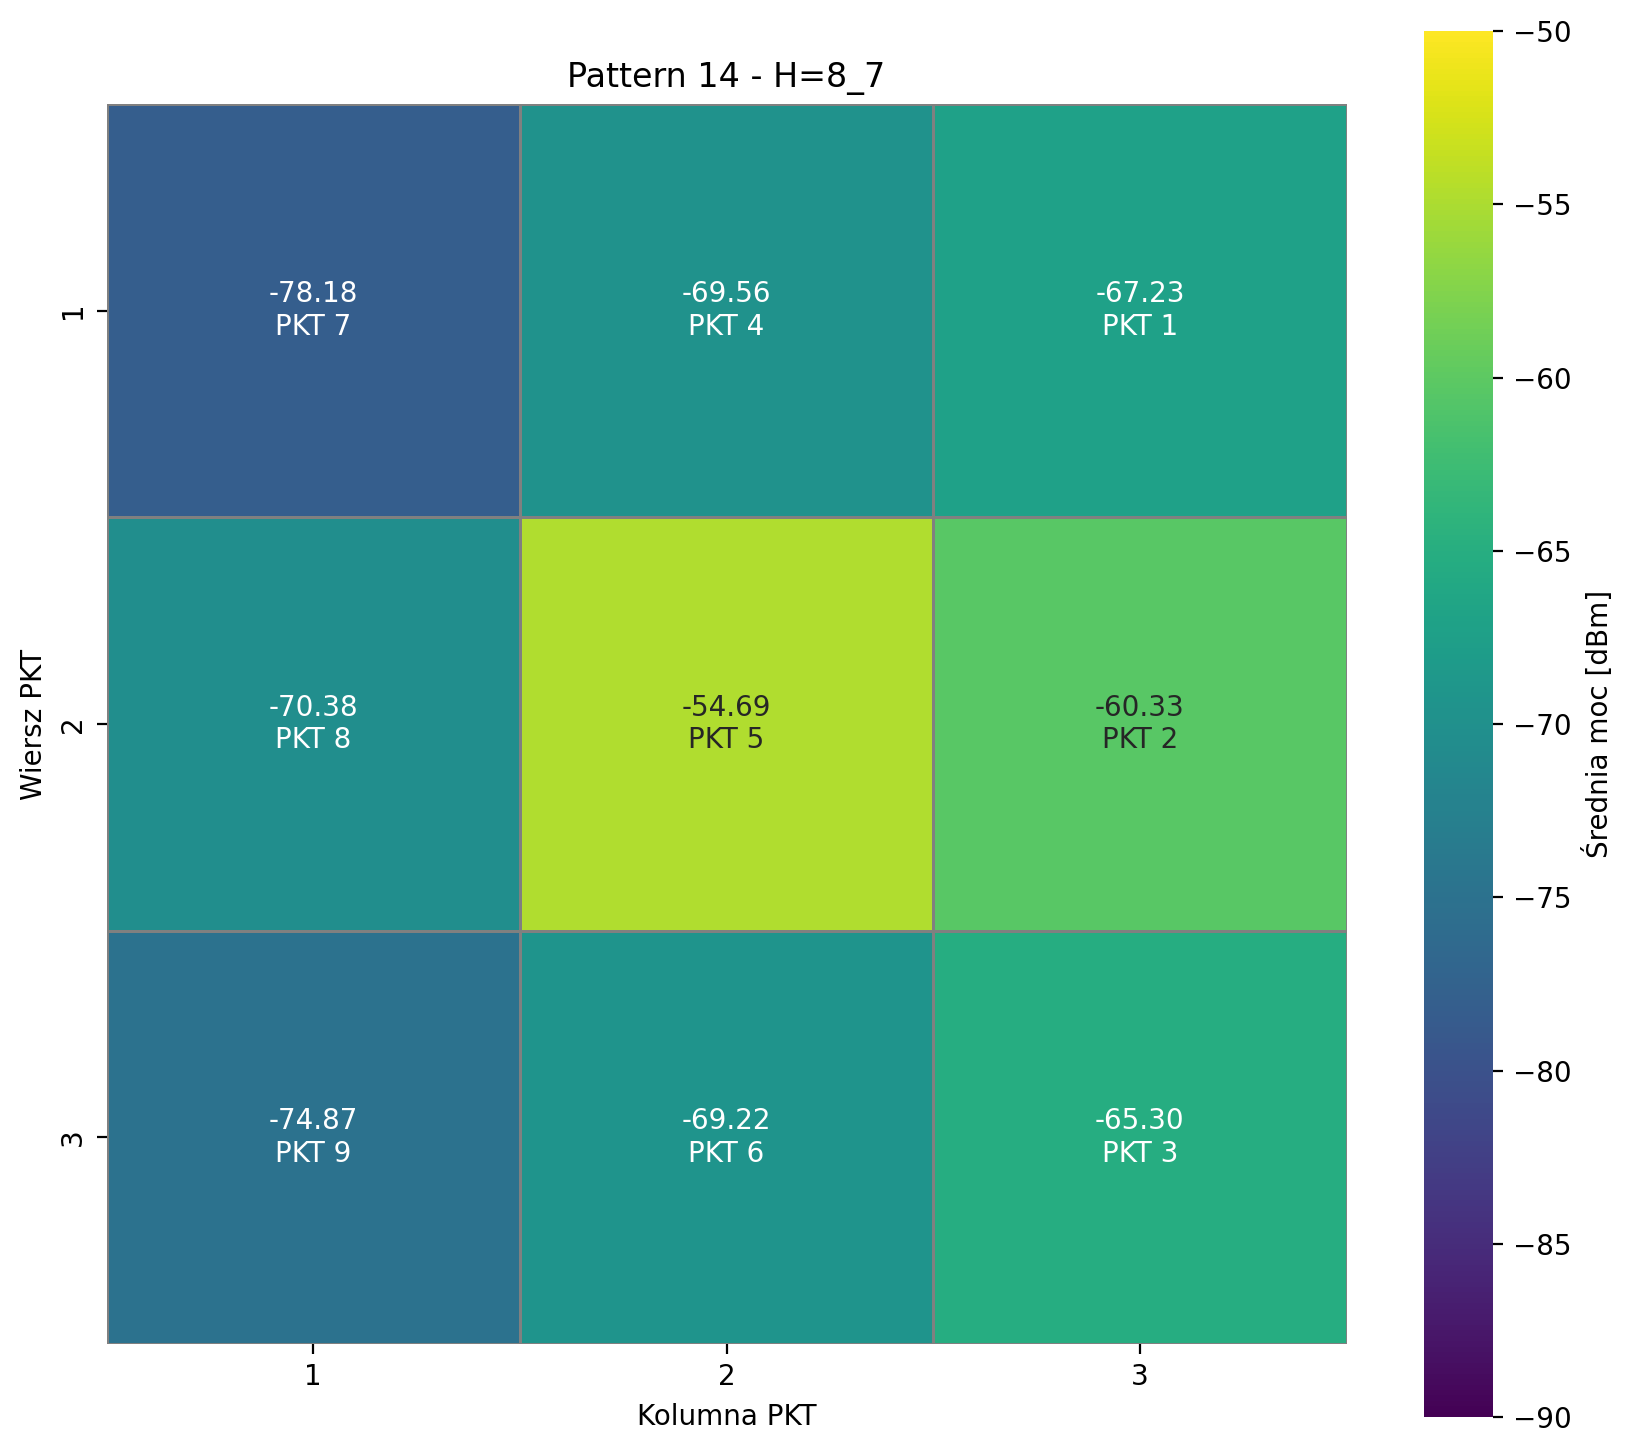 Pattern 14 - H=8_7
-78.18
PKT 7
-69.56
PKT 4
-67.23
PKT 1
-70.38
PKT 8
-54.69
PKT 5
-60.33
PKT 2
-74.87
PKT 9
-69.22
PKT 6
-65.30
PKT 3
1
2
3
Wiersz PKT
1
2
3
Kolumna PKT
−50
−55
−60
−65
−70
−75
−80
−85
−90
Średnia moc [dBm]